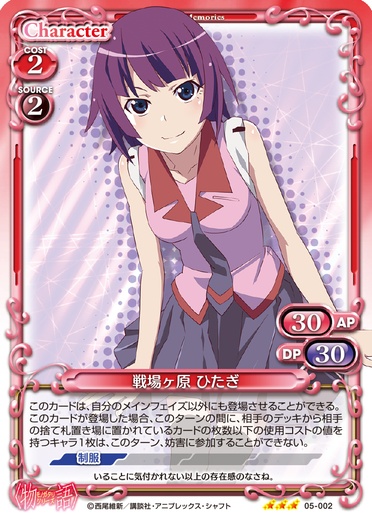 Memories
Character
COST
2
SOURCE
2
30 AP
DP 30
戦場ヶ原 ひたぎ
このカードは、自分のメインフェイズ以外にも登場させることができる。
このカードが登場した場合、このターンの間に、相手のデッキから相手
の捨て札置き場に置かれているカードの枚数以下の使用コストの値を
持つキャラ1枚は、このターン、妨害に参加することができない。
制服
いることに気付かれない以上の存在感のなさね。
物語
©西尾維新/講談社・アニプレックス・シャフト
05-002